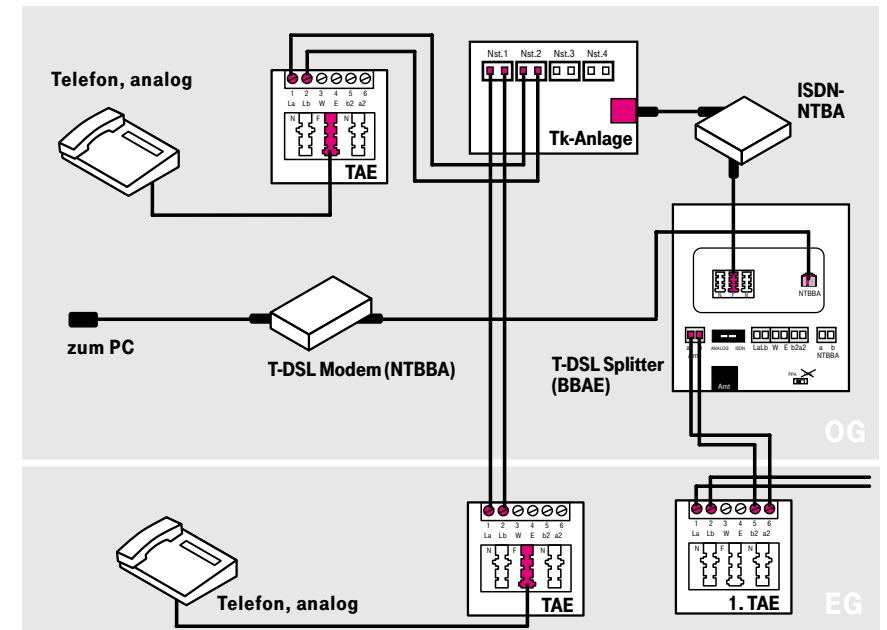 Telefon, analog
1 2 3 4 5 6
La Lb W E b2 a2
N F N
TAE
Nst.1 Nst.2 Nst.3 Nst.4
Tk-Anlage
ISDN-
NTBA
N F N
NTBBA
zum PC
T-DSL Modem (NTBBA)
T-DSL Splitter
(BBAE)
a b
Amt
ANALOG ISDN
LaLb W E b2a2
a b
NTBBA
Amt
PPA
OG
Telefon, analog
1 2 3 4 5 6
La Lb W E b2 a2
N F N
TAE
1 2 3 4 5 6
La Lb W E b2 a2
N F N
1. TAE
EG